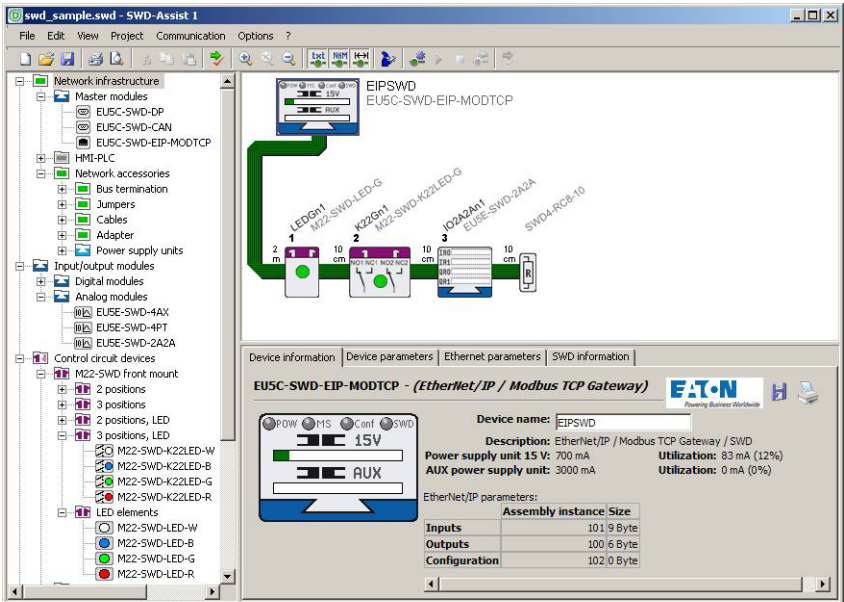 swd_sample.swd - SWD-Assist 1
File Edit View Project Communication Options ?
txt NAM
Network infrastructure
Master modules
EU5C-SWD-DP
EU5C-SWD-CAN
EU5C-SWD-EIP-MODTCP
HMI-PLC
Network accessories
Bus termination
Jumpers
Cables
Adapter
Power supply units
Input/output modules
Digital modules
Analog modules
EU5E-SWD-4AX
EU5E-SWD-4PT
EU5E-SWD-2A2A
Control circuit devices
M22-SWD front mount
2 positions
3 positions
2 positions, LED
3 positions, LED
M22-SWD-K22LED-W
M22-SWD-K22LED-B
M22-SWD-K22LED-G
M22-SWD-K22LED-R
LED elements
M22-SWD-LED-W
M22-SWD-LED-B
M22-SWD-LED-G
M22-SWD-LED-R
POW MS Conf SWD
15V
AUX
EIPSWD
EU5C-SWD-EIP-MODTCP
LEDGn1
M22-SWD-LED-G
K22Gn1
M22-SWD-K22LED-G
IO2A2An1
EU5E-SWD-2A2A
SWD4-RC8-10
1 2 3
2 m
10 cm
NO1 NC1 NO2 NC2
10 cm
IA0
IA1
QA0
QA1
10 cm
R
Device information Device parameters Ethernet parameters SWD information
EU5C-SWD-EIP-MODTCP - (EtherNet/IP / Modbus TCP Gateway)
EATON
Powering Business Worldwide
POW MS Conf SWD
15V
AUX
Device name: EIPSWD
Description: EtherNet/IP / Modbus TCP Gateway / SWD
Power supply unit 15 V: 700 mA Utilization: 83 mA (12%)
AUX power supply unit: 3000 mA Utilization: 0 mA (0%)
EtherNet/IP parameters:
Assembly instance Size
Inputs 101 9 Byte
Outputs 100 6 Byte
Configuration 102 0 Byte